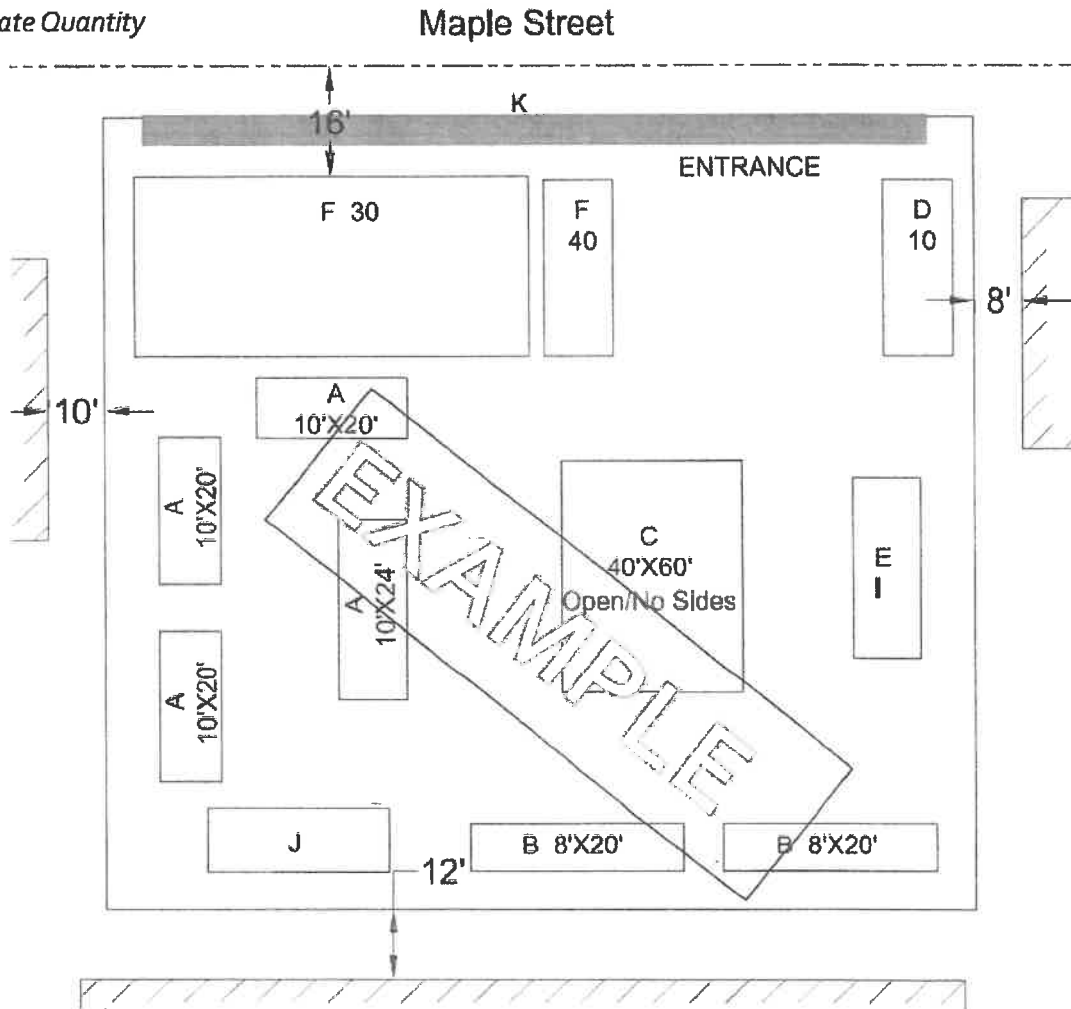 ate Quantity
Maple Street
K
16'
ENTRANCE
F 30
F
40
D
10
8'
10'
A
10'X20'
A
10'X20'
A
10'X24'
C
40'X60'
Open/No Sides
E
I
A
10'X20'
EXAMPLE
J
B 8'X20'
B 8'X20'
12'